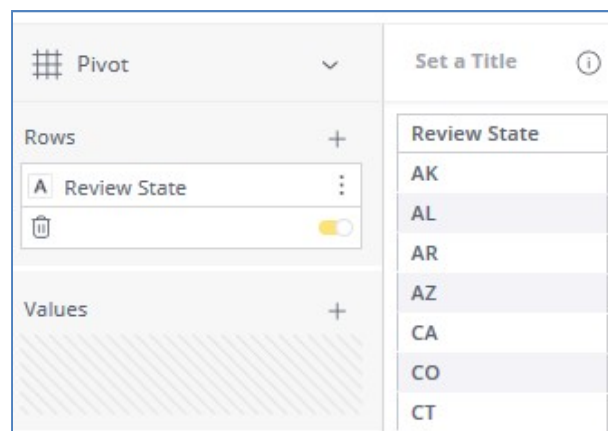 Pivot
Rows
A Review State
Values
Set a Title
Review State
AK
AL
AR
AZ
CA
CO
CT